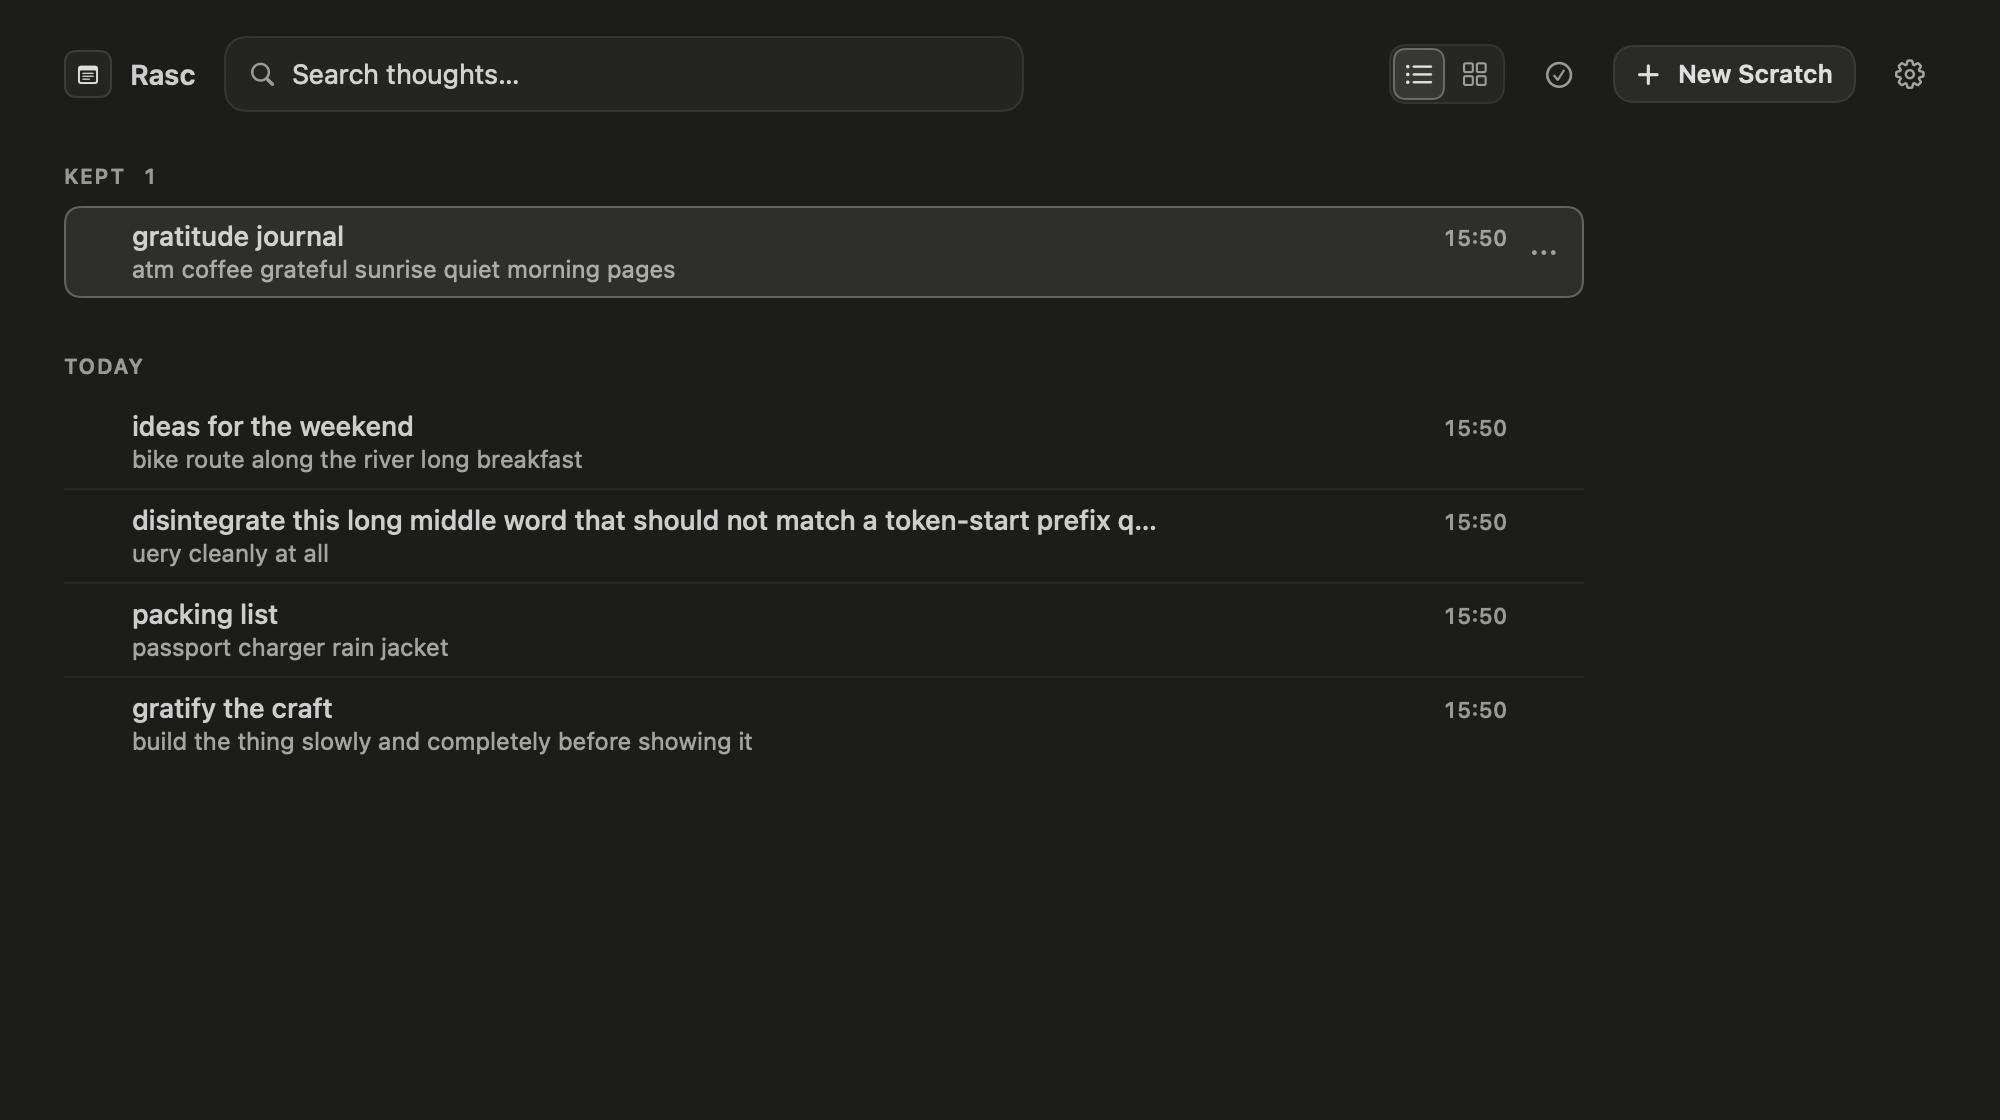 Rasc
Search thoughts...
New Scratch
KEPT 1
gratitude journal
15:50
atm coffee grateful sunrise quiet morning pages
TODAY
ideas for the weekend
15:50
bike route along the river long breakfast
disintegrate this long middle word that should not match a token-start prefix q...
15:50
uery cleanly at all
packing list
15:50
passport charger rain jacket
gratify the craft
15:50
build the thing slowly and completely before showing it